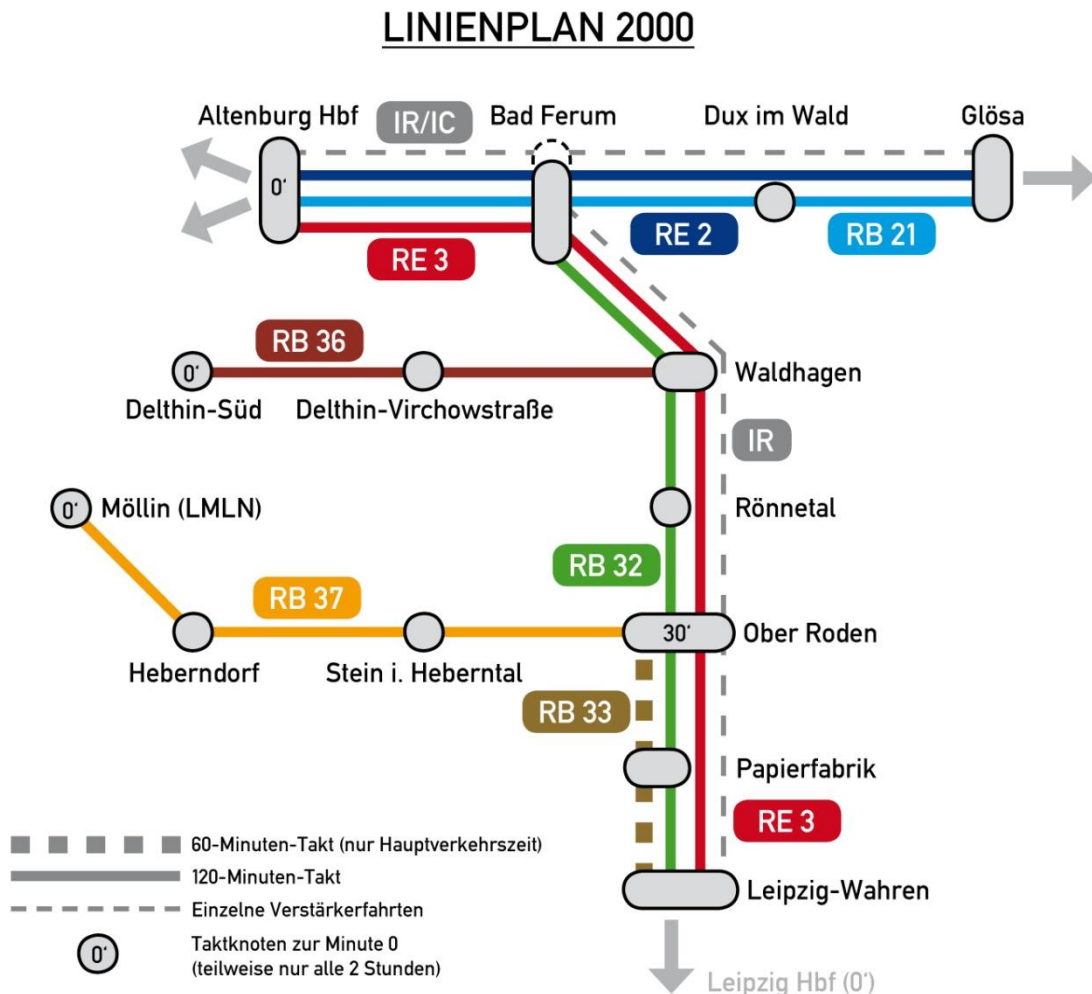 LINIENPLAN 2000
Altenburg Hbf
IR/IC
Bad Ferum
Dux im Wald
Glösa
0'
RE 3
RE 2
RB 21
RB 36
0'
Delthin-Süd
Delthin-Virchowstraße
Waldhagen
IR
0'
Möllin (LMLN)
Rönnetal
RB 32
RB 37
30'
Ober Roden
Heberndorf
Stein i. Heberntal
RB 33
Papierfabrik
RE 3
60-Minuten-Takt (nur Hauptverkehrszeit)
120-Minuten-Takt
Einzelne Verstärkerfahrten
0'
Taktknoten zur Minute 0
(teilweise nur alle 2 Stunden)
Leipzig-Wahren
Leipzig Hbf (0')